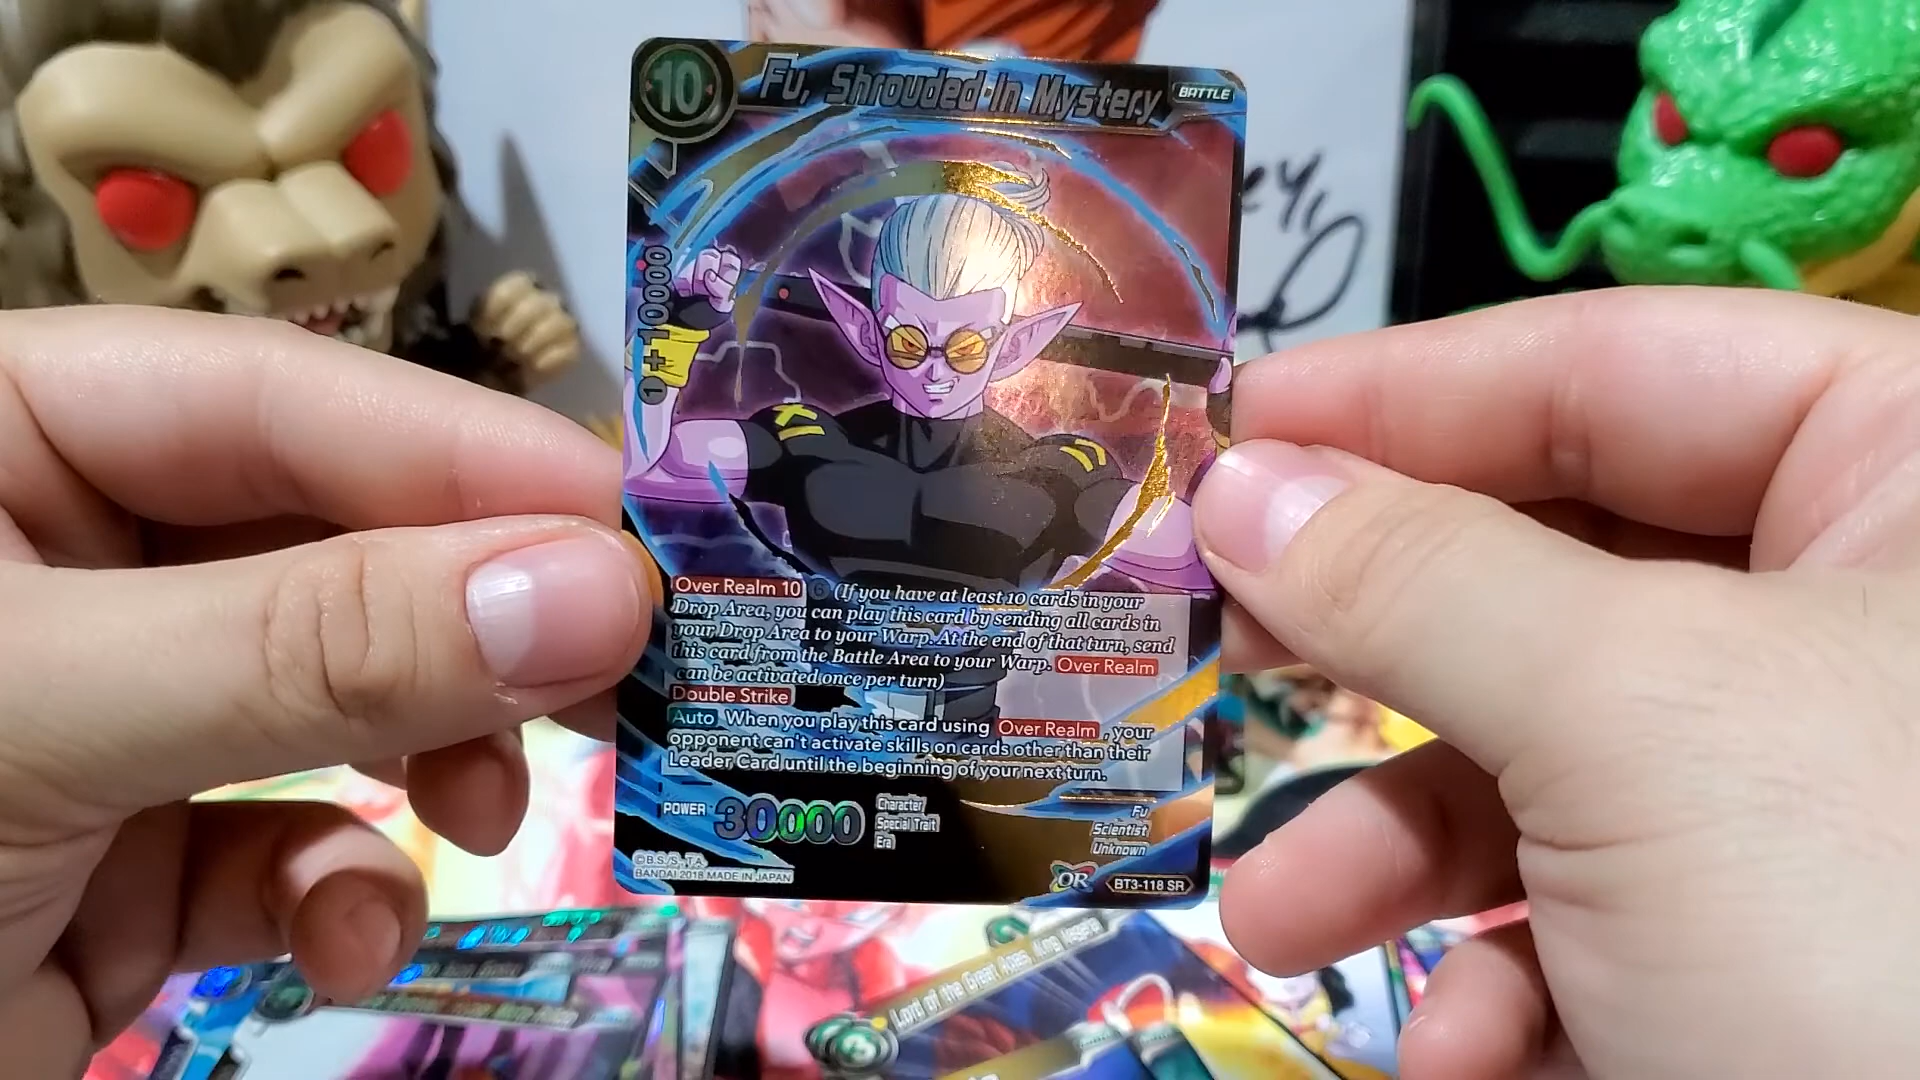 10 Fu, Shrouded in Mystery BATTLE
1 +10000
Over Realm 10 6 (If you have at least 10 cards in your
Drop Area, you can play this card by sending all cards in
your Drop Area to your Warp. At the end of that turn, send
this card from the Battle Area to your Warp. Over Realm
can be activated once per turn)
Double Strike
Auto When you play this card using Over Realm, your
opponent can't activate skills on cards other than their
Leader Card until the beginning of your next turn.
POWER 30000
Character Fu
Special Trait Scientist
Era Unknown
©B.S./S., T.A.
BANDAI 2018 MADE IN JAPAN
OR BT3-118 SR
3 Lord of the Great Apes, King Vegeta